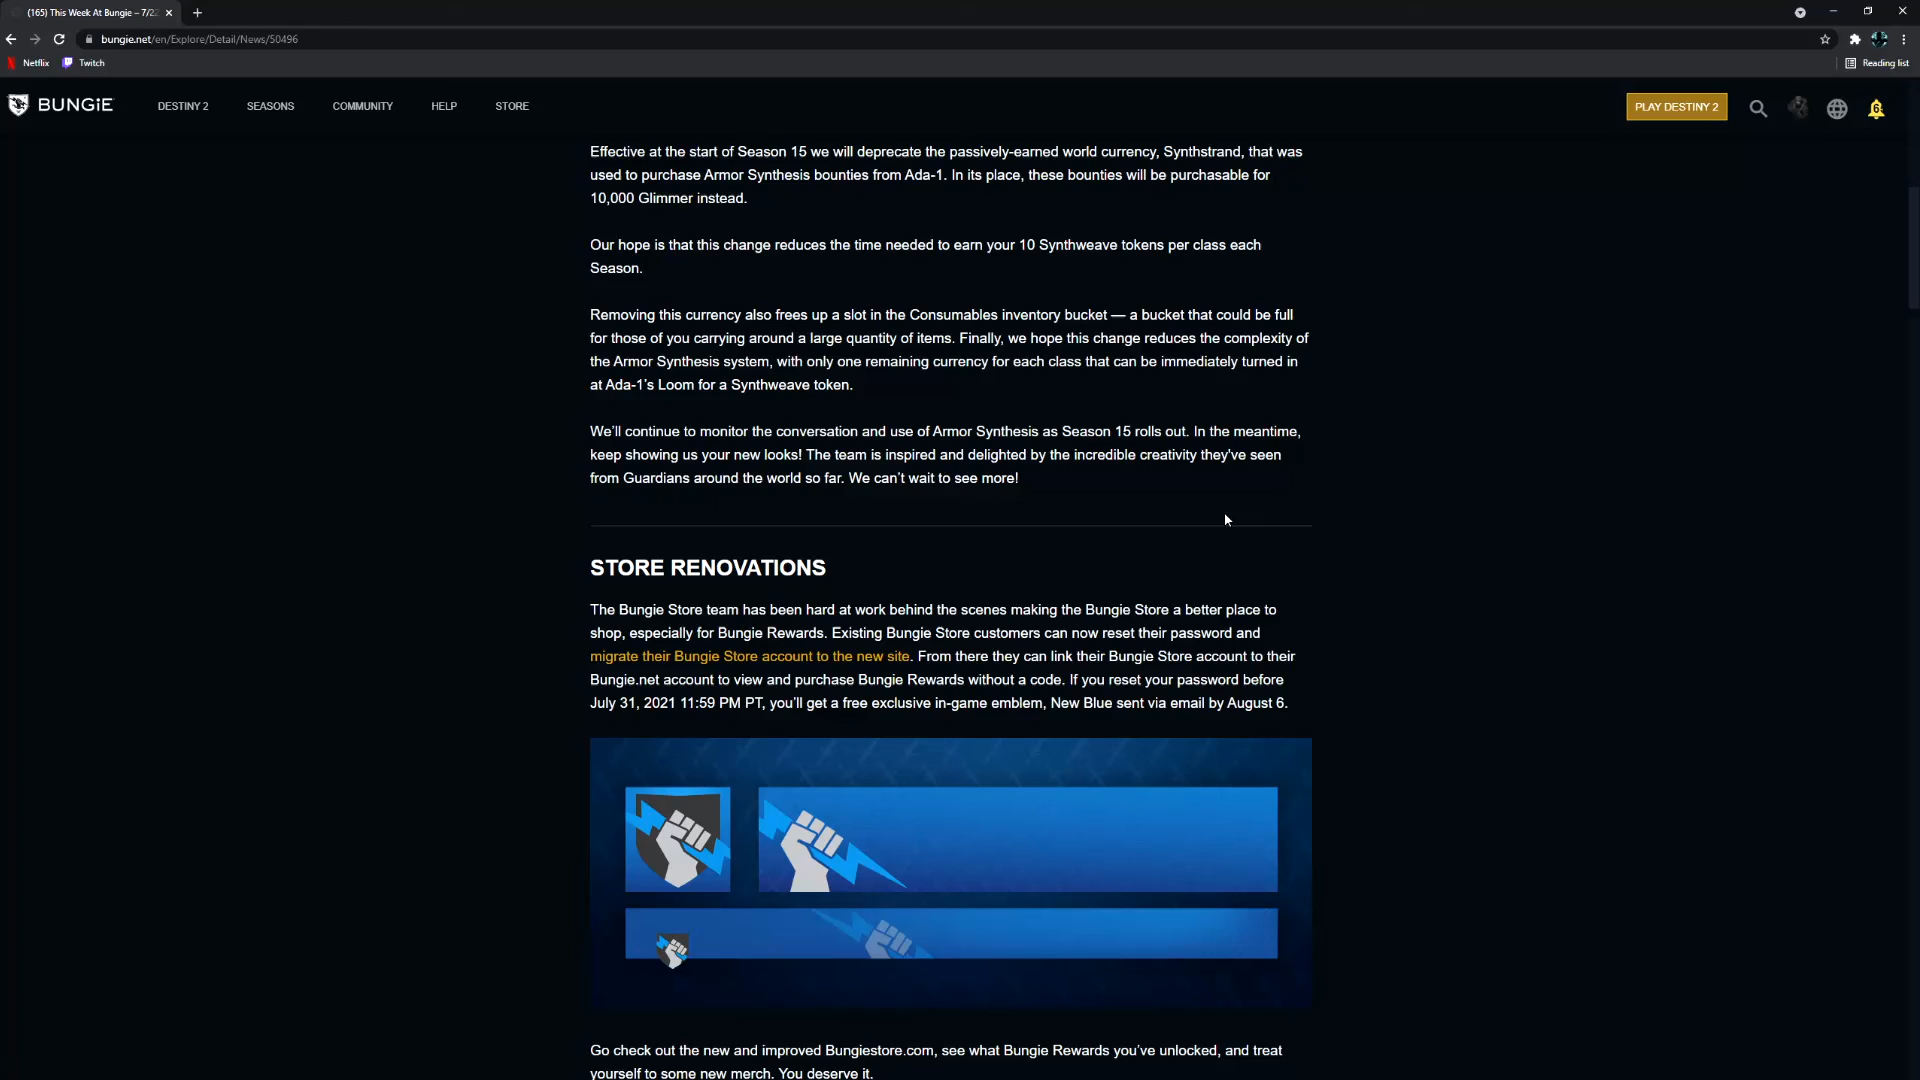 (165) This Week At Bungie – 7/22
bungie.net/en/Explore/Detail/News/50496
Netflix
Twitch
Reading list
BUNGiE
DESTINY 2
SEASONS
COMMUNITY
HELP
STORE
PLAY DESTINY 2
6
Effective at the start of Season 15 we will deprecate the passively-earned world currency, Synthstrand, that was
used to purchase Armor Synthesis bounties from Ada-1. In its place, these bounties will be purchasable for
10,000 Glimmer instead.
Our hope is that this change reduces the time needed to earn your 10 Synthweave tokens per class each
Season.
Removing this currency also frees up a slot in the Consumables inventory bucket — a bucket that could be full
for those of you carrying around a large quantity of items. Finally, we hope this change reduces the complexity of
the Armor Synthesis system, with only one remaining currency for each class that can be immediately turned in
at Ada-1's Loom for a Synthweave token.
We'll continue to monitor the conversation and use of Armor Synthesis as Season 15 rolls out. In the meantime,
keep showing us your new looks! The team is inspired and delighted by the incredible creativity they've seen
from Guardians around the world so far. We can't wait to see more!
STORE RENOVATIONS
The Bungie Store team has been hard at work behind the scenes making the Bungie Store a better place to
shop, especially for Bungie Rewards. Existing Bungie Store customers can now reset their password and
migrate their Bungie Store account to the new site. From there they can link their Bungie Store account to their
Bungie.net account to view and purchase Bungie Rewards without a code. If you reset your password before
July 31, 2021 11:59 PM PT, you'll get a free exclusive in-game emblem, New Blue sent via email by August 6.
Go check out the new and improved Bungiestore.com, see what Bungie Rewards you've unlocked, and treat
yourself to some new merch. You deserve it.